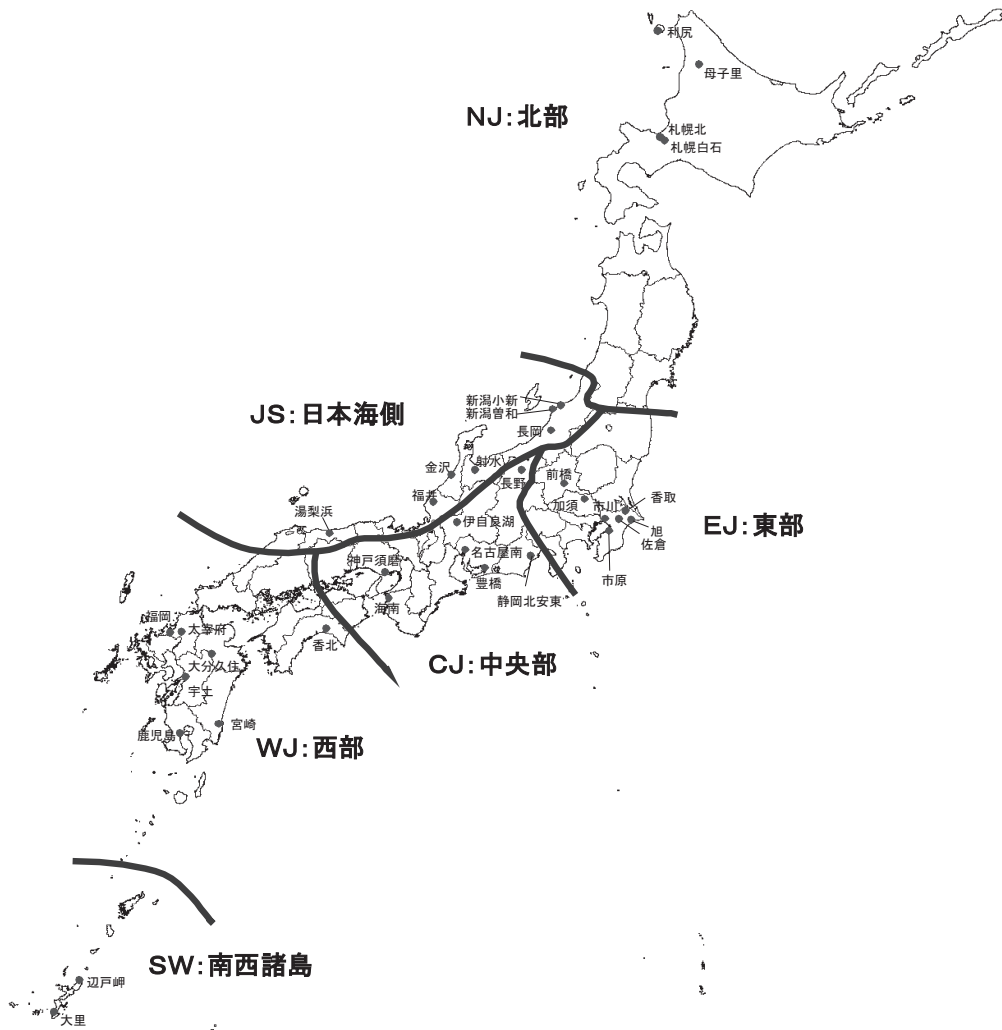 利尻
母子里
NJ:北部
札幌北
札幌白石
新潟小新
新潟曽和
JS:日本海側
長岡
金沢
射水
長野
前橋
福井
加須
市川
香取
湯梨浜
伊自良湖
旭
佐倉
EJ:東部
神戸須磨
名古屋南
豊橋
市原
静岡北安東
海南
福岡
太宰府
香北
大分久住
CJ:中央部
宇土
宮崎
鹿児島
WJ:西部
SW:南西諸島
辺戸岬
大里